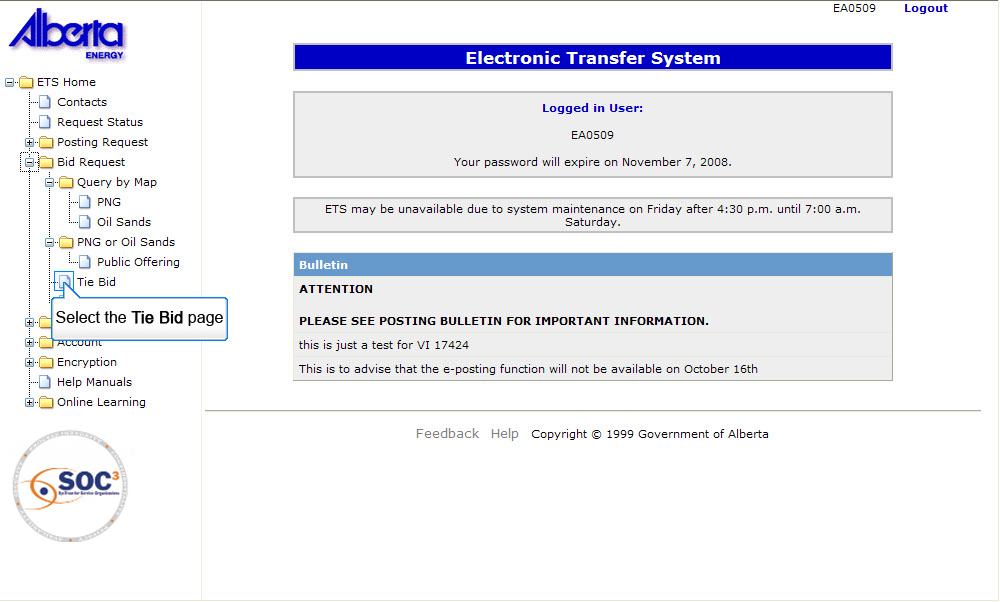 EA0509 Logout
Alberta
ENERGY
ETS Home
Contacts
Request Status
Posting Request
Bid Request
Query by Map
PNG
Oil Sands
PNG or Oil Sands
Public Offering
Tie Bid
Select the Tie Bid page
Account
Encryption
Help Manuals
Online Learning
SOC3
SysTrust for Service Organizations
Electronic Transfer System
Logged in User:
EA0509
Your password will expire on November 7, 2008.
ETS may be unavailable due to system maintenance on Friday after 4:30 p.m. until 7:00 a.m.
Saturday.
Bulletin
ATTENTION
PLEASE SEE POSTING BULLETIN FOR IMPORTANT INFORMATION.
this is just a test for VI 17424
This is to advise that the e-posting function will not be available on October 16th
Feedback Help Copyright © 1999 Government of Alberta